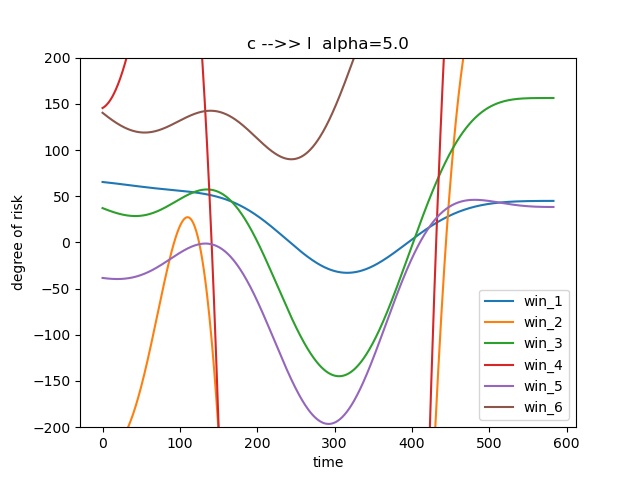 c -->> I  alpha=5.0
degree of risk
200
150
100
50
0
−50
−100
−150
−200
0 100 200 300 400 500 600
time
win_1
win_2
win_3
win_4
win_5
win_6